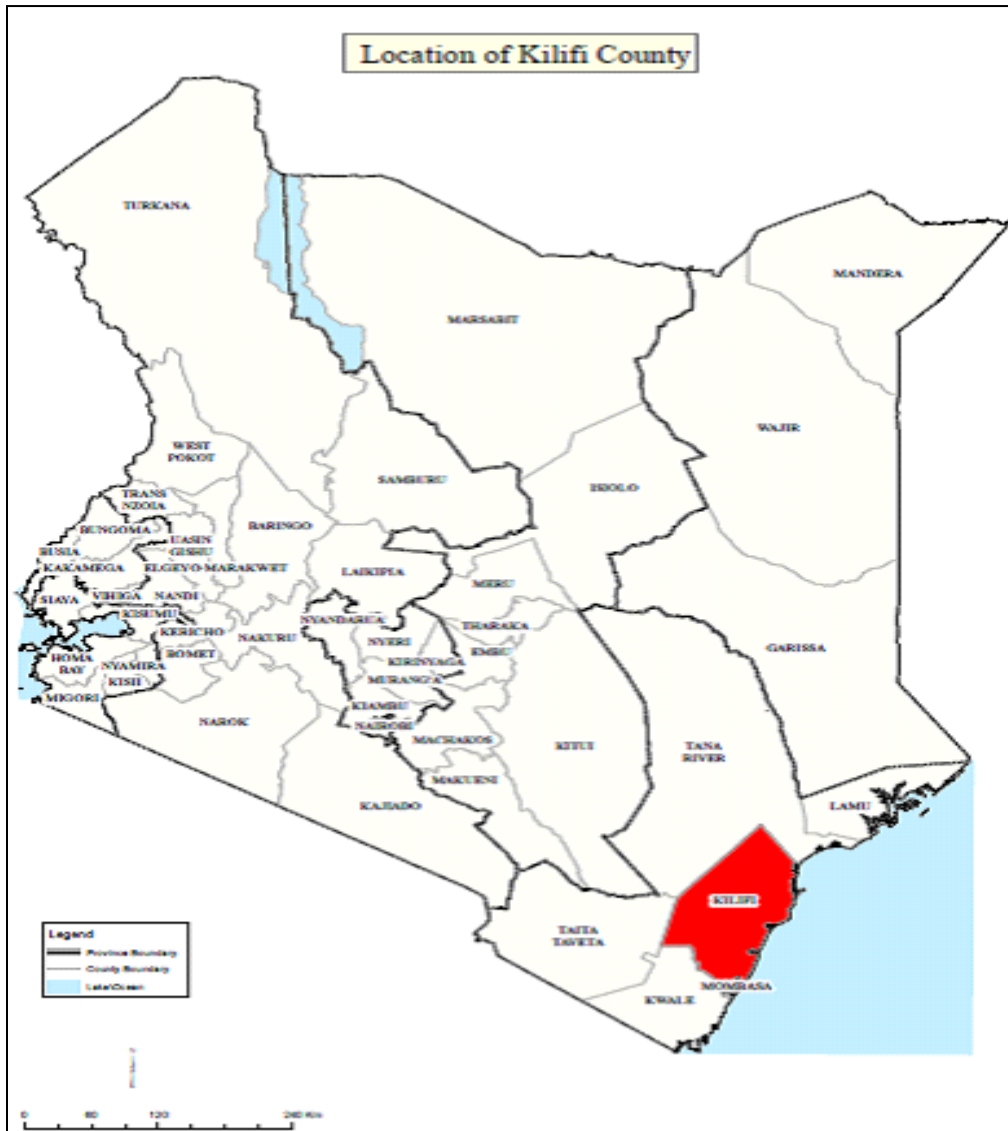 Location of Kilifi County
TURKANA
MANDERA
MARSABIT
WAJIR
WEST
POKOT
SAMBURU
ISIOLO
TRANS
NZOIA
BARINGO
BUNGOMA
UASIN
GISHU
BUSIA
KAKAMEGA
ELGEYO-MARAKWET
LAIKIPIA
MERU
SIAYA
VIHIGA
NANDI
KISUMU
NYANDARUA
THARAKA
KERICHO
NAKURU
NYERI
EMBU
GARISSA
BOMET
HOMA
BAY
NYAMIRA
KIRINYAGA
KISII
MURANG'A
MIGORI
KIAMBU
NAROK
NAIROBI
MACHAKOS
KITUI
TANA
RIVER
MAKUENI
KAJIADO
LAMU
KILIFI
TAITA
TAVETA
MOMBASA
KWALE
Legend
Province Boundary
County Boundary
Lake/Ocean
0 60 120 240 Km